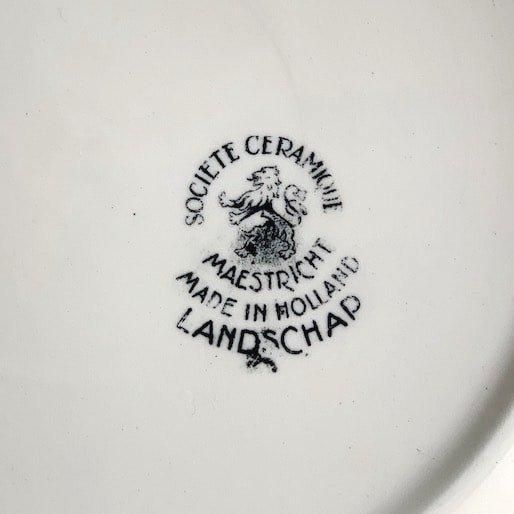 SOCIETE CERAMIQUE
MAESTRICHT
MADE IN HOLLAND
LANDSCHAP